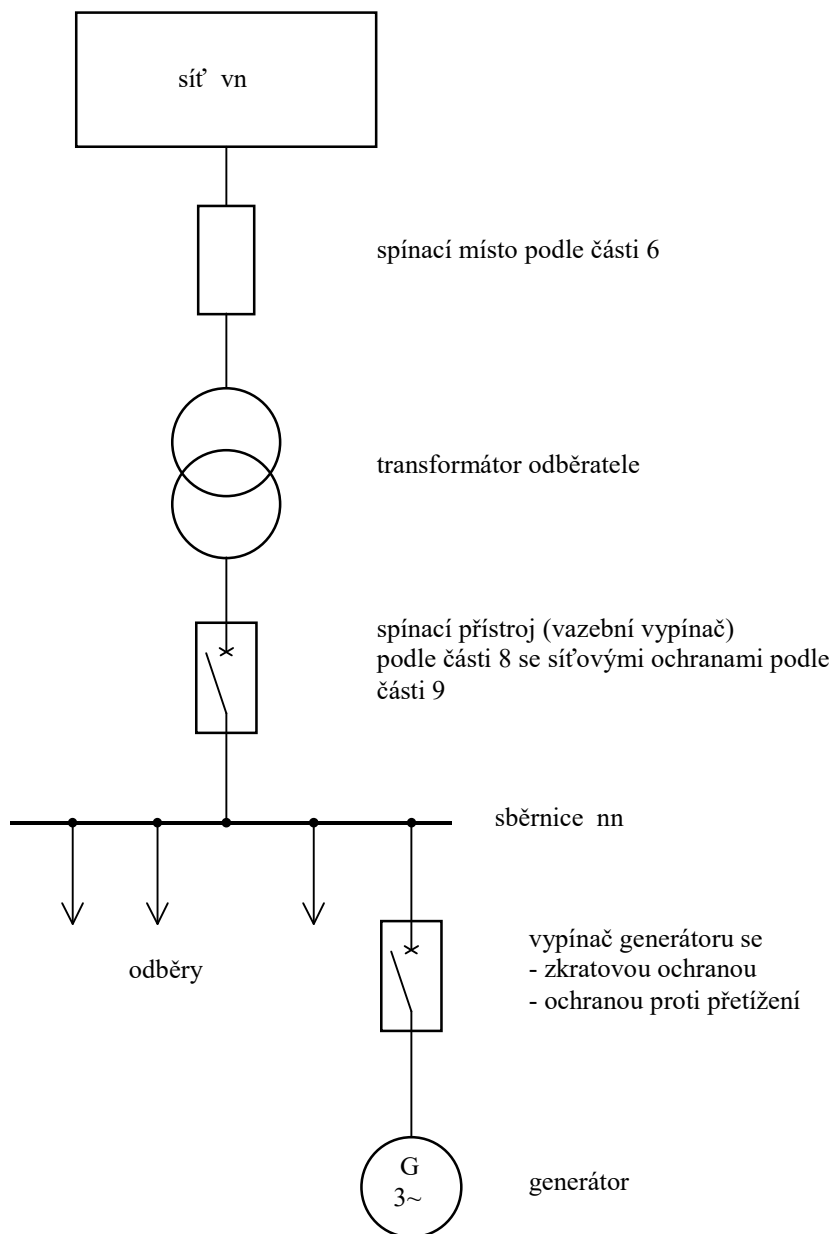 síť vn
spínací místo podle části 6
transformátor odběratele
spínací přístroj (vazební vypínač)
podle části 8 se síťovými ochranami podle
části 9
sběrnice nn
odběry
vypínač generátoru se
- zkratovou ochranou
- ochranou proti přetížení
G
3~
generátor